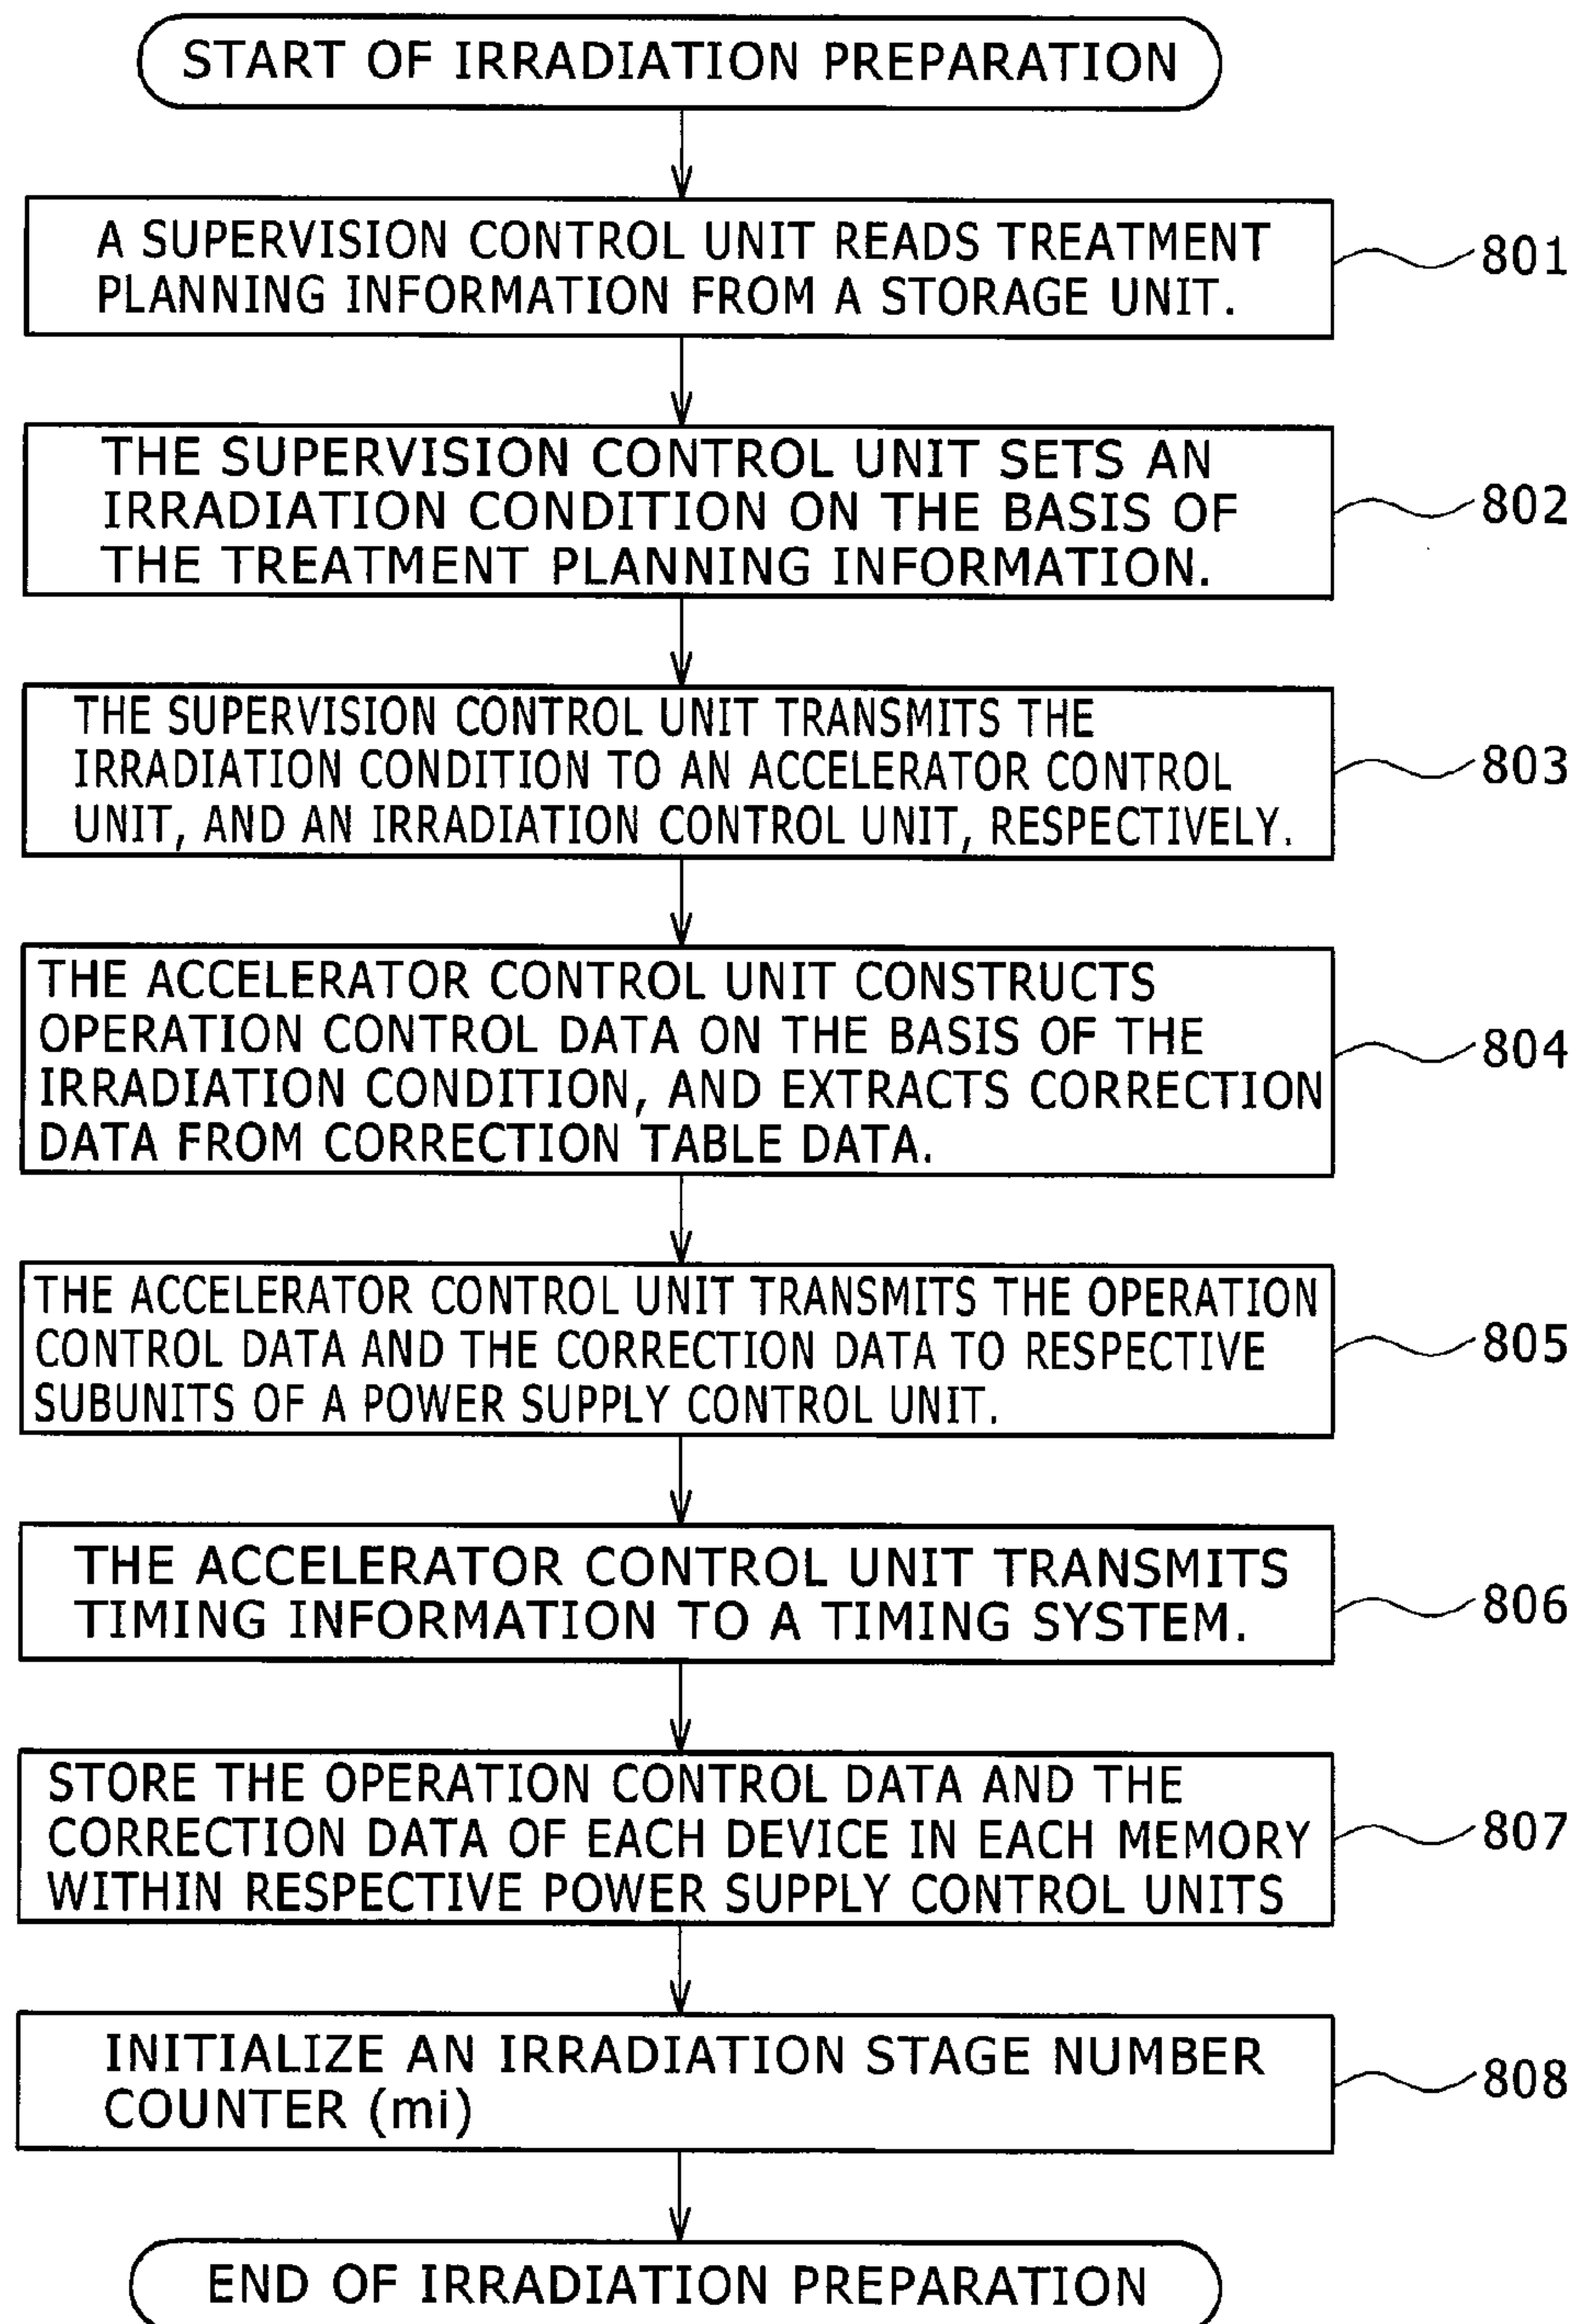 START OF IRRADIATION PREPARATION
A SUPERVISION CONTROL UNIT READS TREATMENT
PLANNING INFORMATION FROM A STORAGE UNIT.
801
THE SUPERVISION CONTROL UNIT SETS AN
IRRADIATION CONDITION ON THE BASIS OF
THE TREATMENT PLANNING INFORMATION.
802
THE SUPERVISION CONTROL UNIT TRANSMITS THE
IRRADIATION CONDITION TO AN ACCELERATOR CONTROL
UNIT, AND AN IRRADIATION CONTROL UNIT, RESPECTIVELY.
803
THE ACCELERATOR CONTROL UNIT CONSTRUCTS
OPERATION CONTROL DATA ON THE BASIS OF THE
IRRADIATION CONDITION, AND EXTRACTS CORRECTION
DATA FROM CORRECTION TABLE DATA.
804
THE ACCELERATOR CONTROL UNIT TRANSMITS THE OPERATION
CONTROL DATA AND THE CORRECTION DATA TO RESPECTIVE
SUBUNITS OF A POWER SUPPLY CONTROL UNIT.
805
THE ACCELERATOR CONTROL UNIT TRANSMITS
TIMING INFORMATION TO A TIMING SYSTEM.
806
STORE THE OPERATION CONTROL DATA AND THE
CORRECTION DATA OF EACH DEVICE IN EACH MEMORY
WITHIN RESPECTIVE POWER SUPPLY CONTROL UNITS
807
INITIALIZE AN IRRADIATION STAGE NUMBER
COUNTER (mi)
808
END OF IRRADIATION PREPARATION